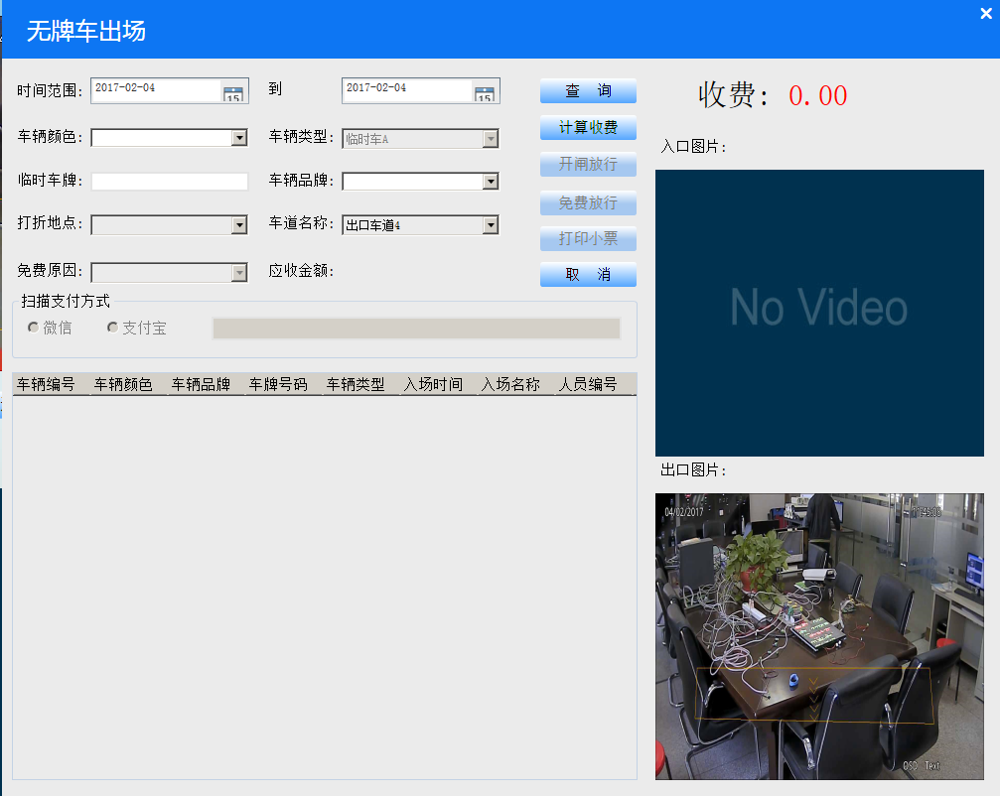 无牌车出场
时间范围: 2017-02-04 到 2017-02-04 查 询
车辆颜色: 车辆类型: 临时车A 计算收费
临时车牌: 车辆品牌: 开闸放行
打折地点: 车道名称: 出口车道4 免费放行
打印小票
免费原因: 应收金额: 取 消
扫描支付方式
微信 支付宝
车辆编号 车辆颜色 车辆品牌 车牌号码 车辆类型 入场时间 入场名称 人员编号
收费: 0.00
入口图片:
No Video
出口图片:
04/02/2017
OSD Text